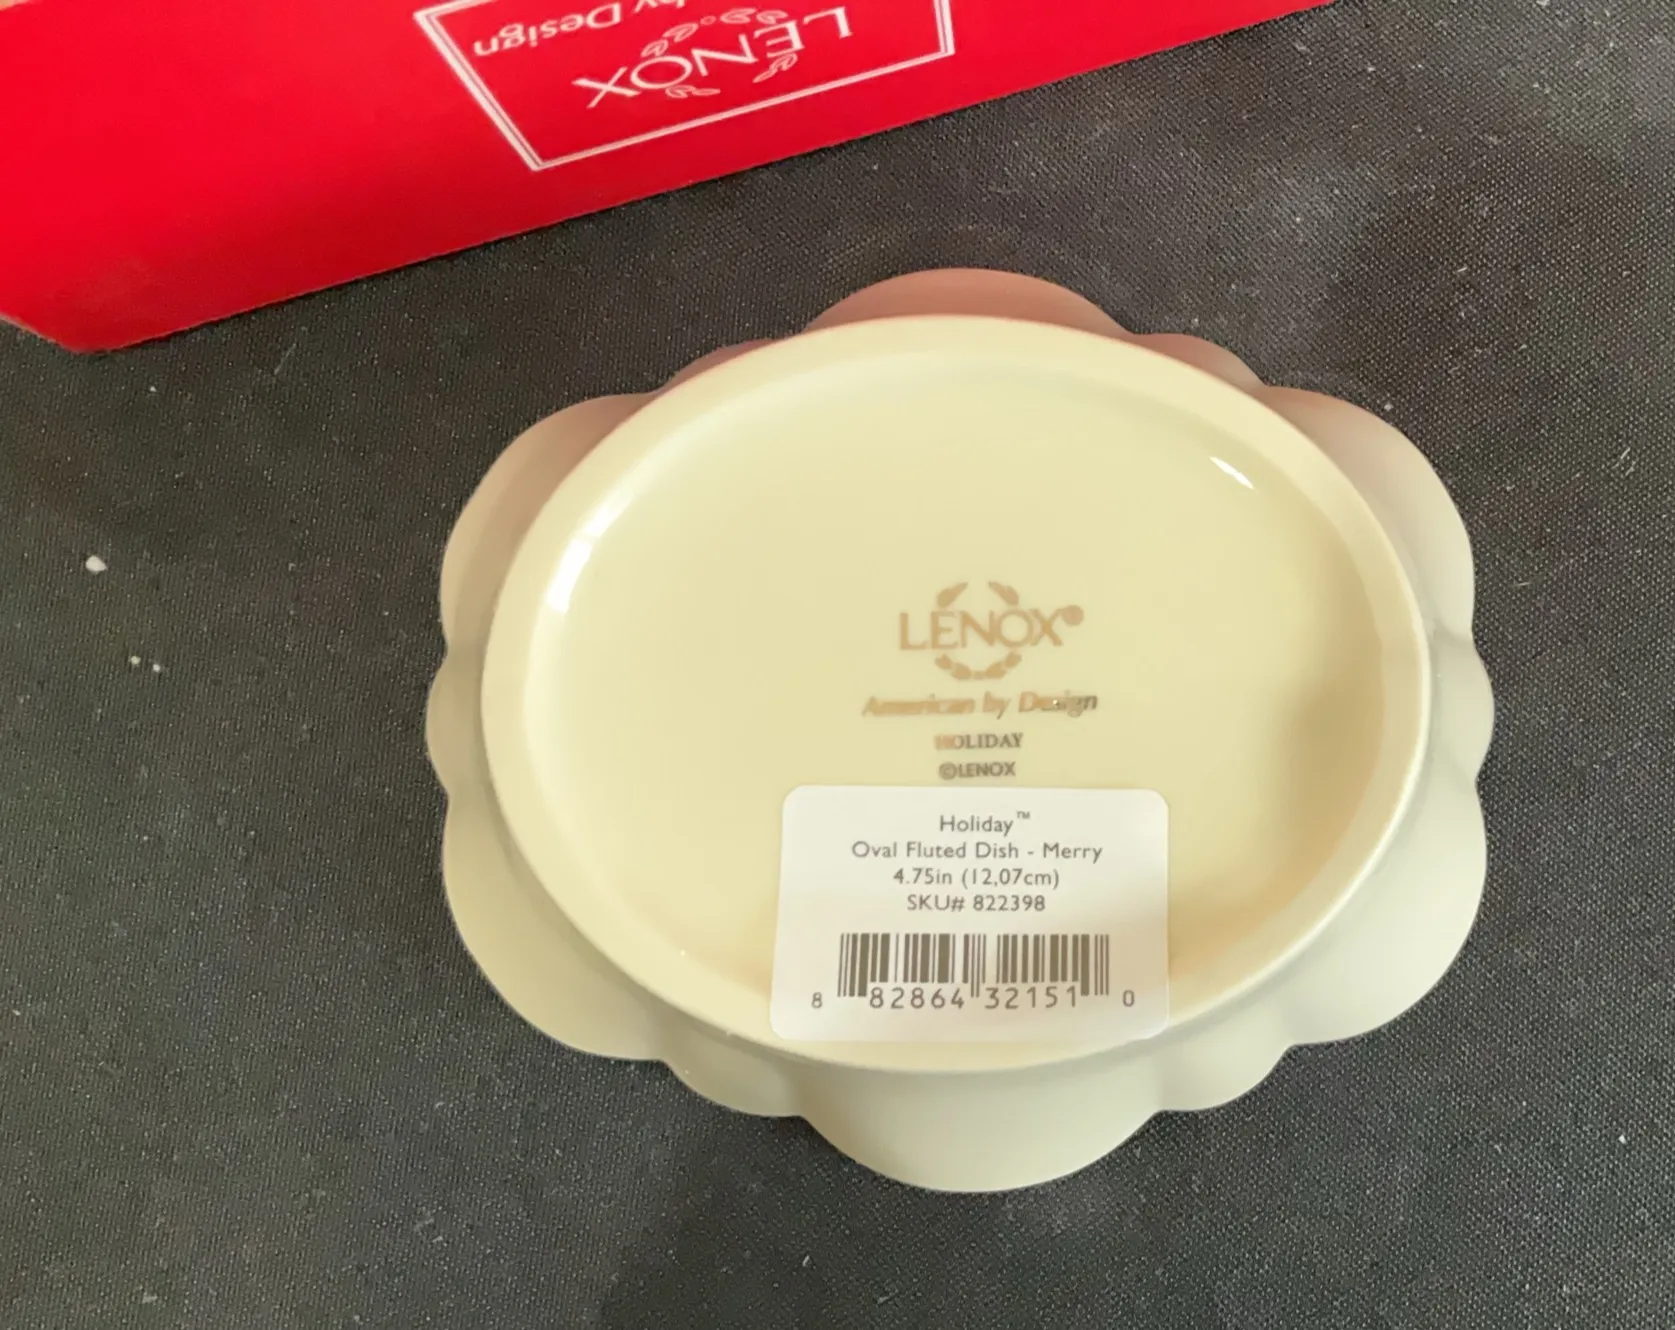 LENOX
by Design
LENOX®
American by Design
HOLIDAY
©LENOX
Holiday™
Oval Fluted Dish - Merry
4.75in (12,07cm)
SKU# 822398
8 82864 32151 0